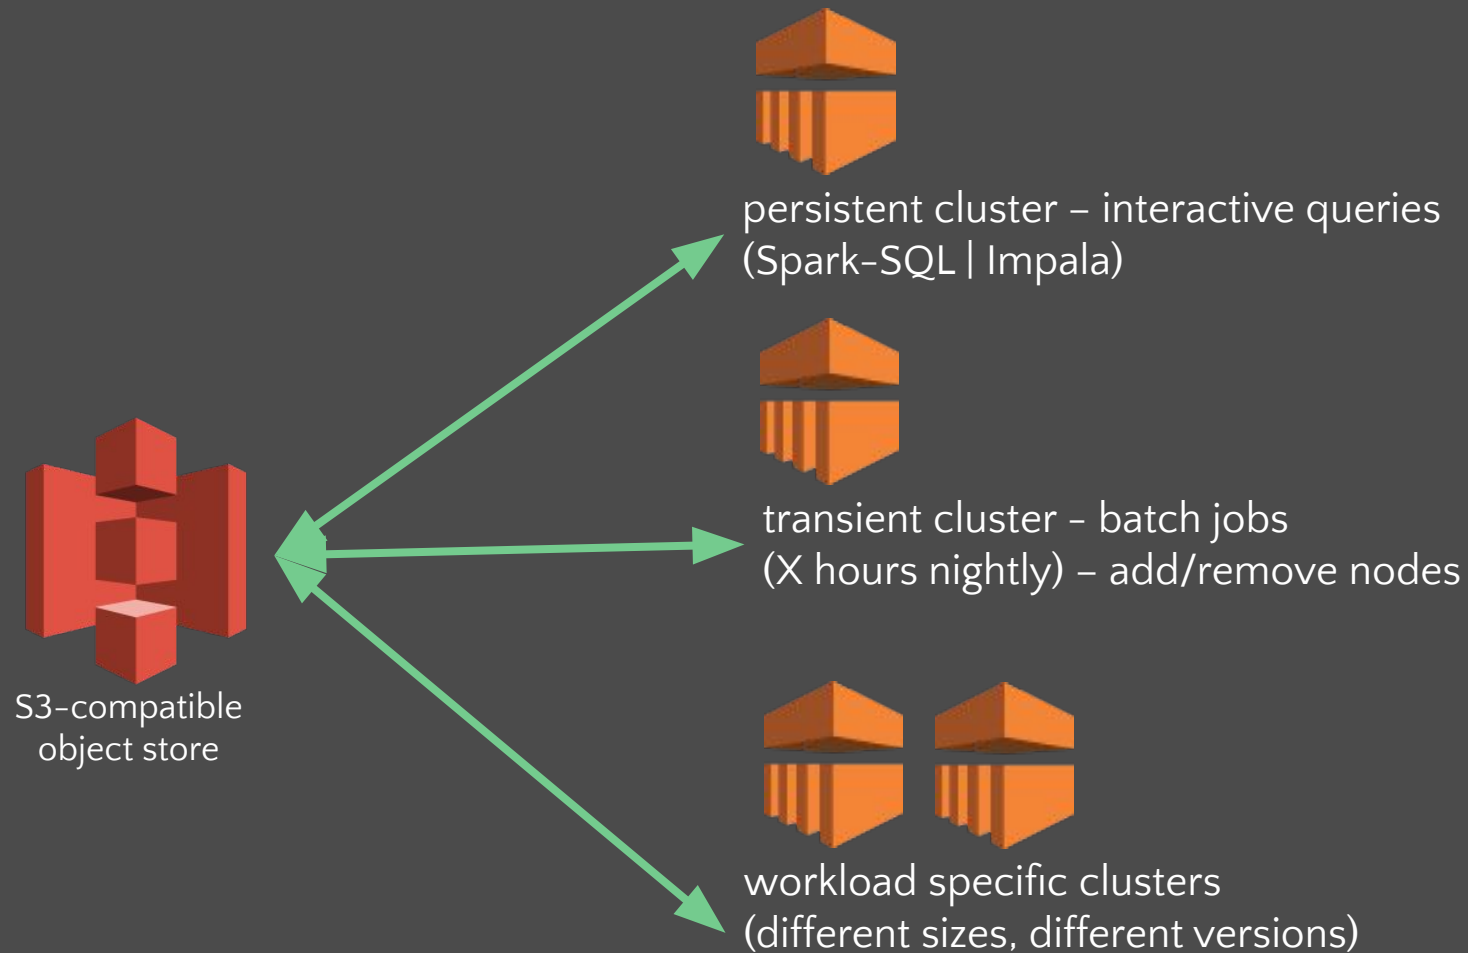 persistent cluster – interactive queries
(Spark-SQL | Impala)
transient cluster - batch jobs
(X hours nightly) – add/remove nodes
S3-compatible
object store
workload specific clusters
(different sizes, different versions)